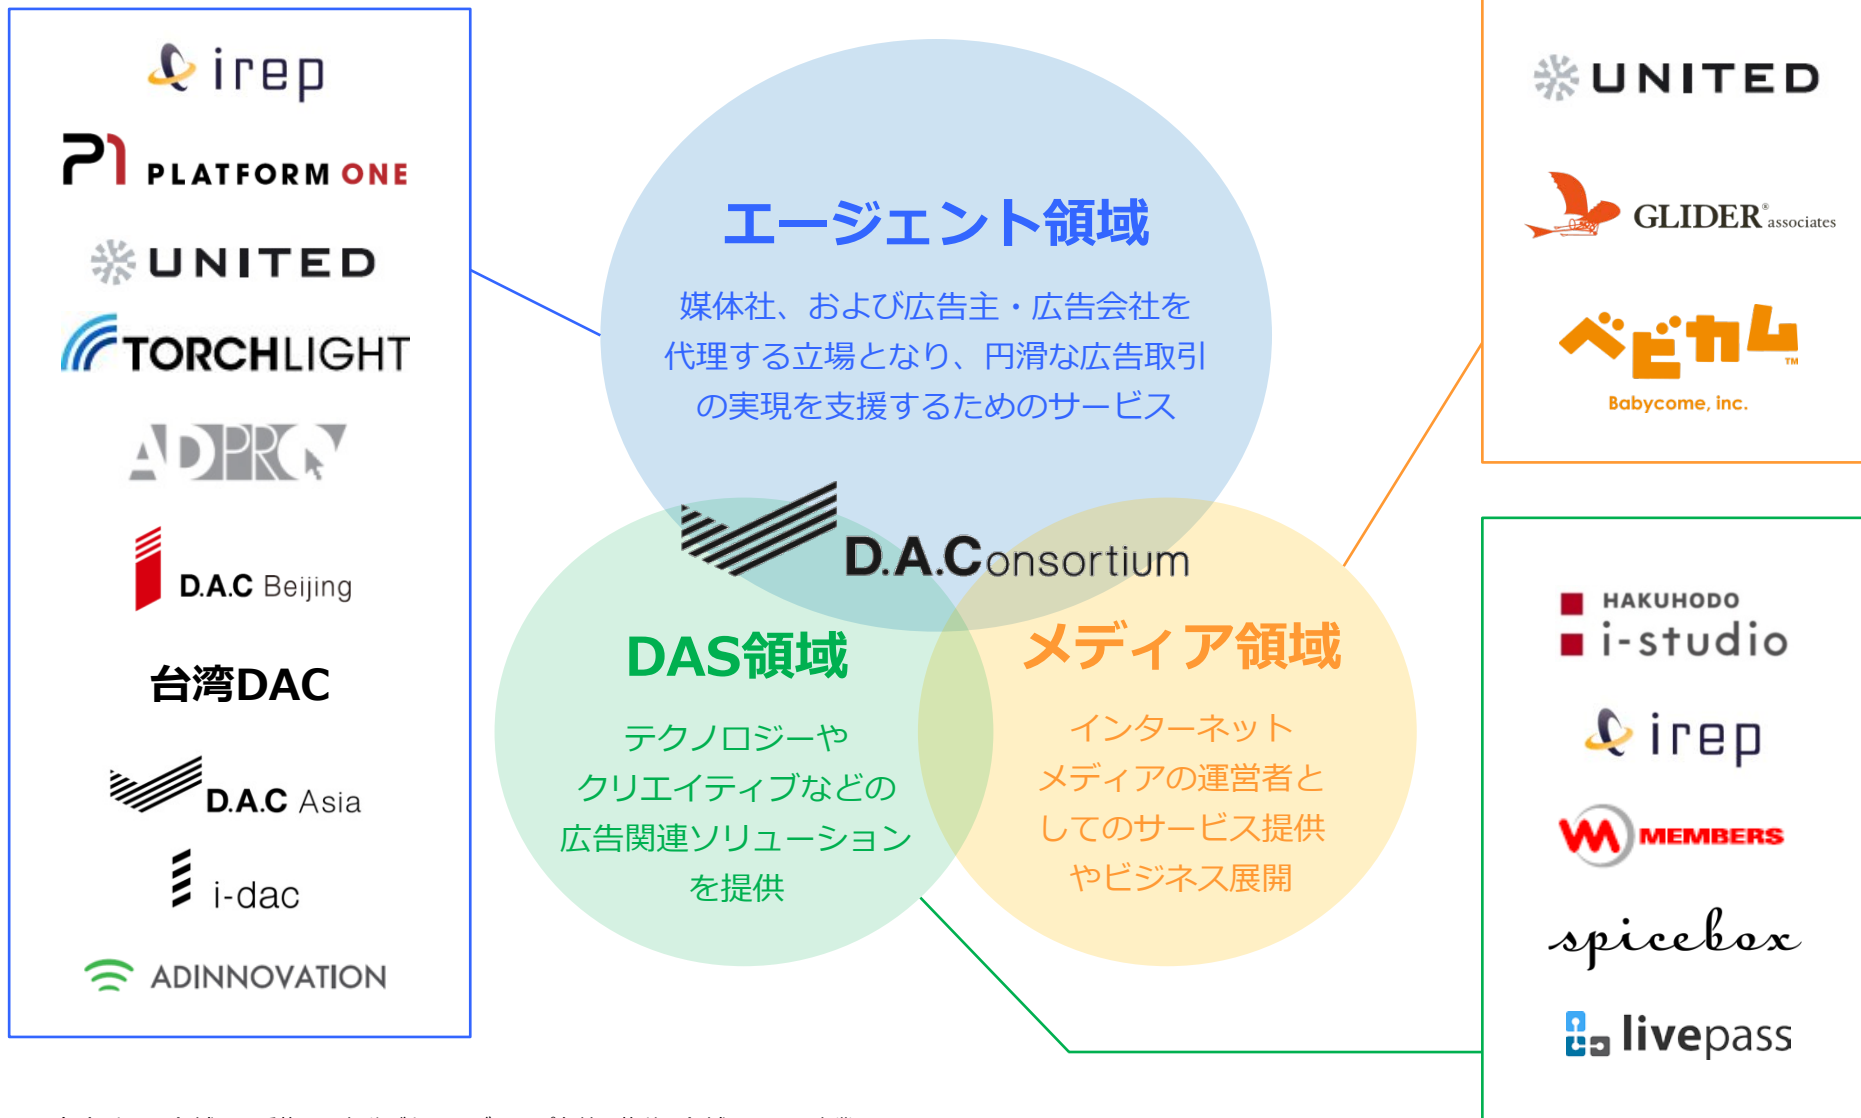 irep
P1 PLATFORM ONE
UNITED
TORCHLIGHT
ADPRO
D.A.C Beijing
台湾DAC
D.A.C Asia
i-dac
ADINNOVATION
エージェント領域
媒体社、および広告主・広告会社を
代理する立場となり、円滑な広告取引
の実現を支援するためのサービス
D.A.Consortium
DAS領域
テクノロジーや
クリエイティブなどの
広告関連ソリューション
を提供
メディア領域
インターネット
メディアの運営者と
してのサービス提供
やビジネス展開
UNITED
GLIDER® associates
ベビカム™
Babycome, inc.
HAKUHODO
i-studio
irep
MEMBERS
spicebox
livepass